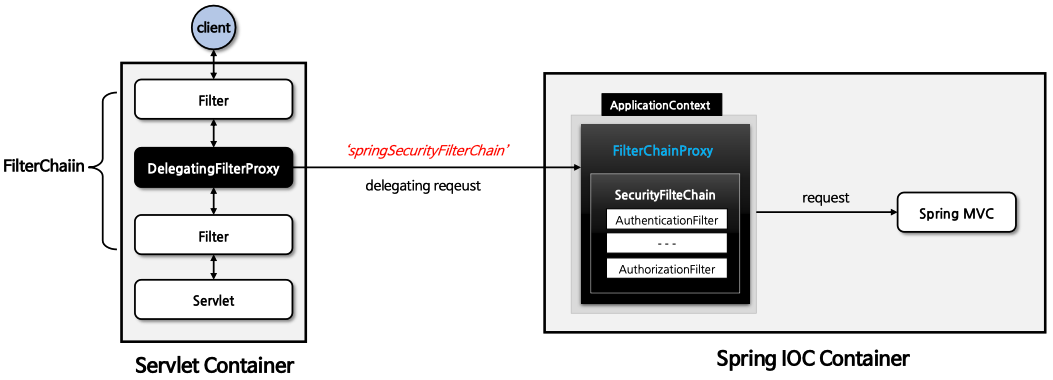 client
Filter
FilterChaiin
DelegatingFilterProxy
Filter
Servlet
Servlet Container
'springSecurityFilterChain'
delegating reqeust
ApplicationContext
FilterChainProxy
SecurityFilteChain
AuthenticationFilter
- - -
AuthorizationFilter
request
Spring MVC
Spring IOC Container